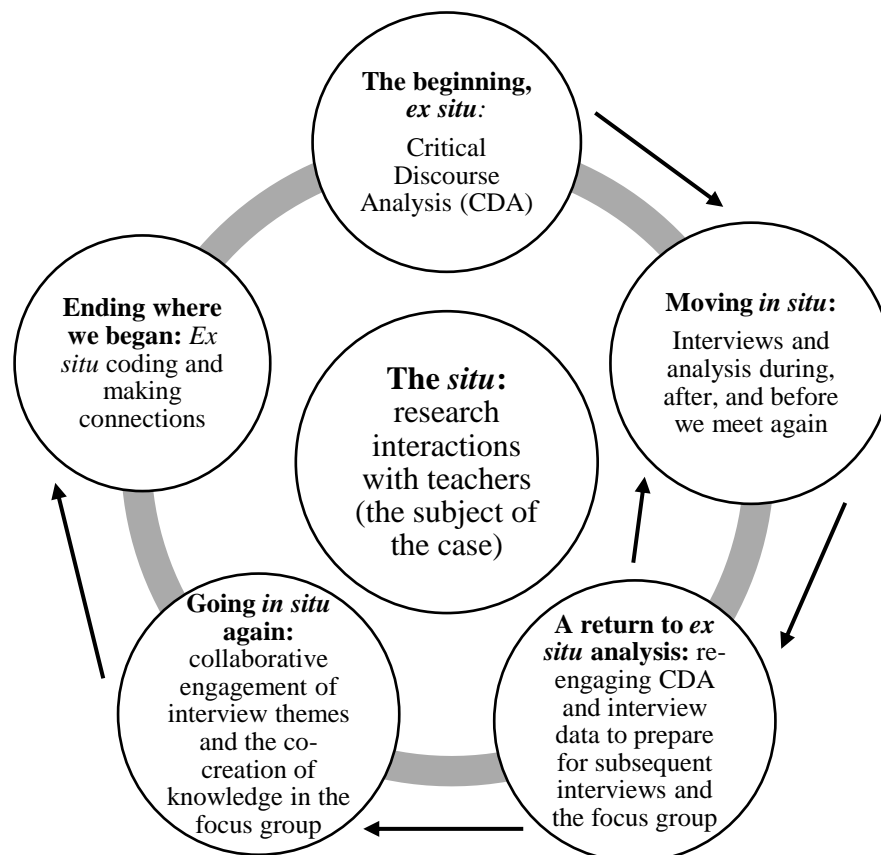 The beginning,
ex situ:
Critical
Discourse
Analysis (CDA)
Moving in situ:
Interviews and
analysis during,
after, and before
we meet again
A return to ex
situ analysis: re-
engaging CDA
and interview
data to prepare
for subsequent
interviews and
the focus group
Going in situ
again:
collaborative
engagement of
interview themes
and the co-
creation of
knowledge in the
focus group
Ending where
we began: Ex
situ coding and
making
connections
The situ:
research
interactions
with teachers
(the subject of
the case)